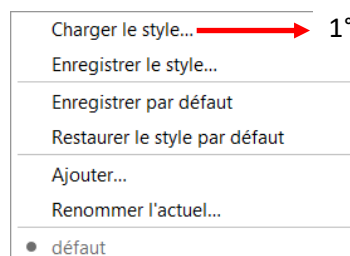 Charger le style... 1°
Enregistrer le style...
Enregistrer par défaut
Restaurer le style par défaut
Ajouter...
Renommer l'actuel...
défaut